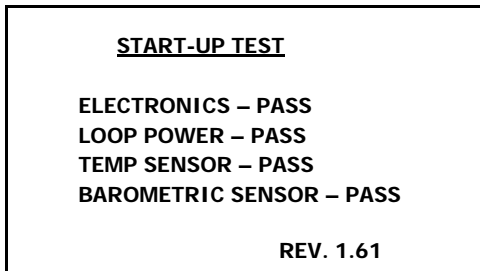 START-UP TEST
ELECTRONICS – PASS
LOOP POWER – PASS
TEMP SENSOR – PASS
BAROMETRIC SENSOR – PASS
REV. 1.61